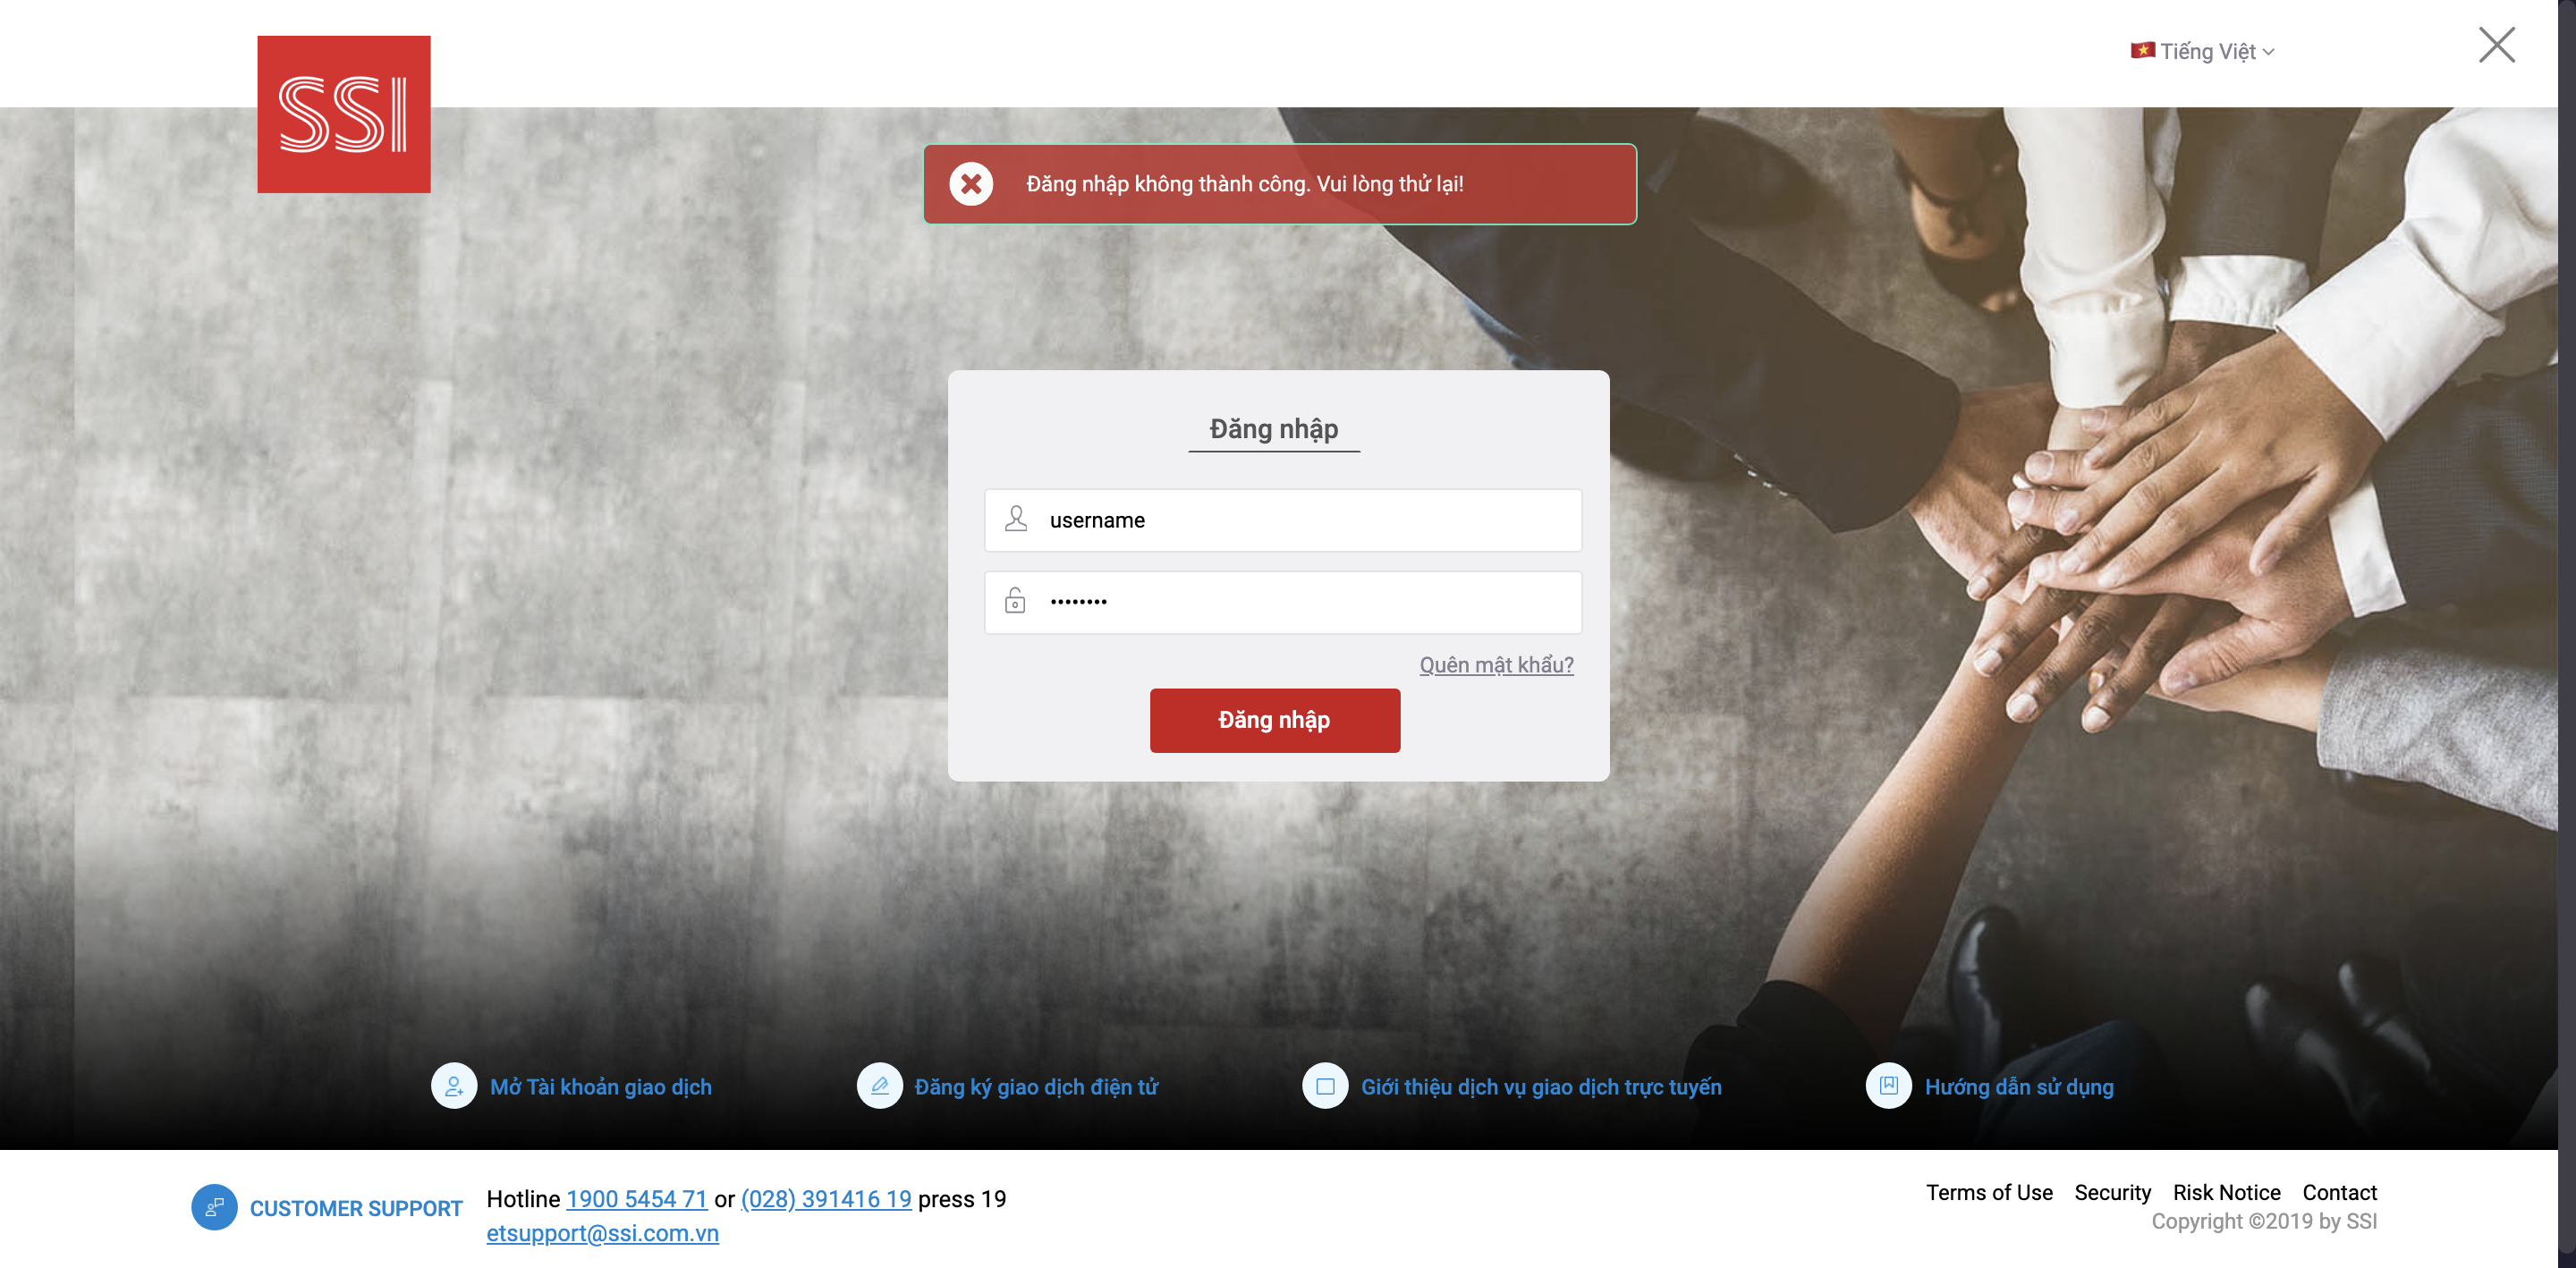 SSI
Tiếng Việt
Đăng nhập không thành công. Vui lòng thử lại!
Đăng nhập
username
••••••••
Quên mật khẩu?
Đăng nhập
Mở Tài khoản giao dịch
Đăng ký giao dịch điện tử
Giới thiệu dịch vụ giao dịch trực tuyến
Hướng dẫn sử dụng
CUSTOMER SUPPORT
Hotline 1900 5454 71 or (028) 391416 19 press 19
etsupport@ssi.com.vn
Terms of Use Security Risk Notice Contact
Copyright ©2019 by SSI